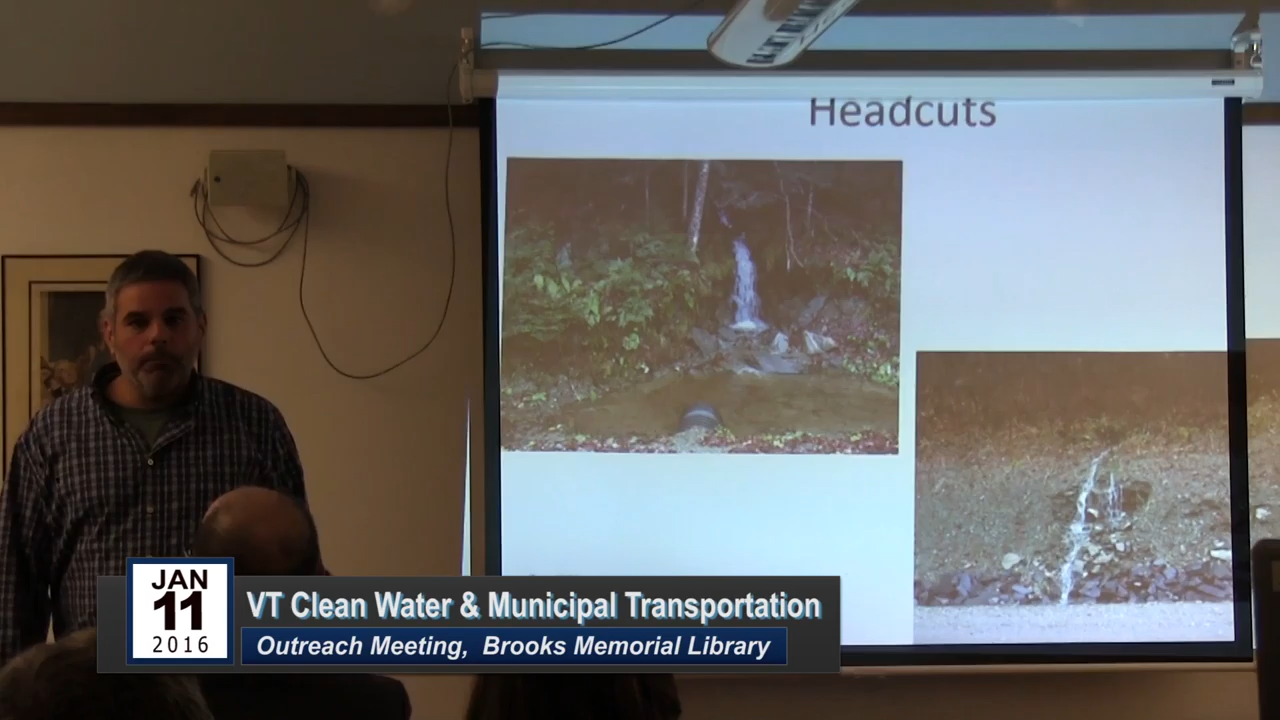 Headcuts
JAN
11
2016
VT Clean Water & Municipal Transportation
Outreach Meeting, Brooks Memorial Library